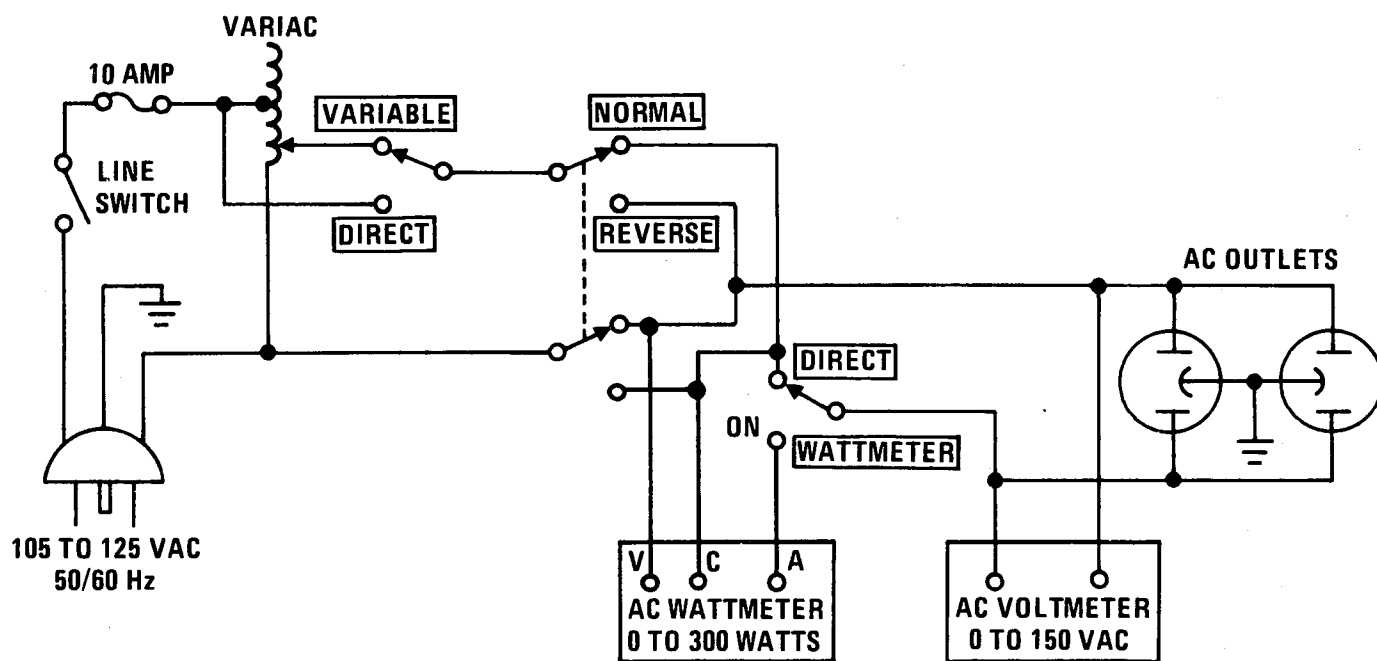 VARIAC
10 AMP
VARIABLE
NORMAL
LINE
SWITCH
DIRECT
REVERSE
AC OUTLETS
DIRECT
ON
WATTMETER
105 TO 125 VAC
50/60 Hz
V C A
AC WATTMETER
0 TO 300 WATTS
AC VOLTMETER
0 TO 150 VAC